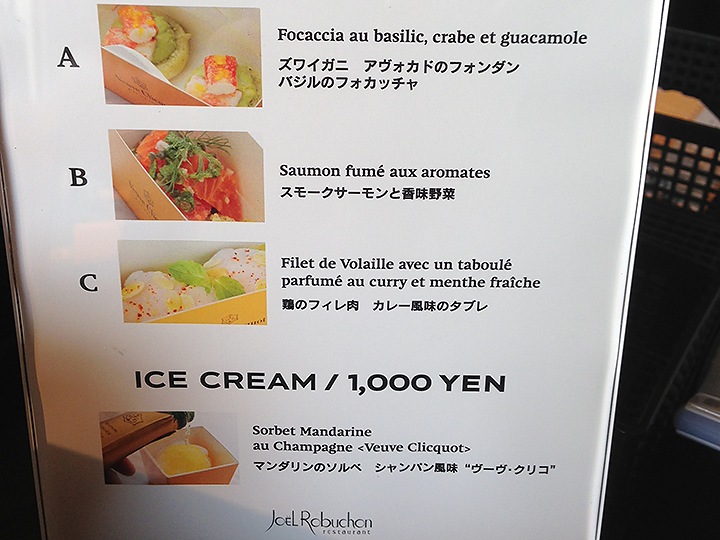 A
Focaccia au basilic, crabe et guacamole
ズワイガニ　アヴォカドのフォンダン
バジルのフォカッチャ
B
Saumon fumé aux aromates
スモークサーモンと香味野菜
C
Filet de Volaille avec un taboulé
parfumé au curry et menthe fraîche
鶏のフィレ肉　カレー風味のタブレ
ICE CREAM / 1,000 YEN
Sorbet Mandarine
au Champagne <Veuve Clicquot>
マンダリンのソルベ　シャンパン風味 “ヴーヴ・クリコ”
JOËL Robuchon
restaurant